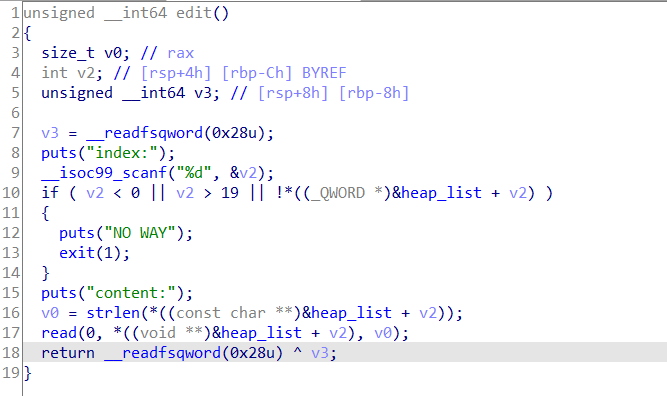 1 unsigned __int64 edit()
2 {
3   size_t v0; // rax
4   int v2; // [rsp+4h] [rbp-Ch] BYREF
5   unsigned __int64 v3; // [rsp+8h] [rbp-8h]
6
7   v3 = __readfsqword(0x28u);
8   puts("index:");
9   __isoc99_scanf("%d", &v2);
10   if ( v2 < 0 || v2 > 19 || !*((_QWORD *)&heap_list + v2) )
11   {
12     puts("NO WAY");
13     exit(1);
14   }
15   puts("content:");
16   v0 = strlen(*((const char **)&heap_list + v2));
17   read(0, *((void **)&heap_list + v2), v0);
18   return __readfsqword(0x28u) ^ v3;
19 }